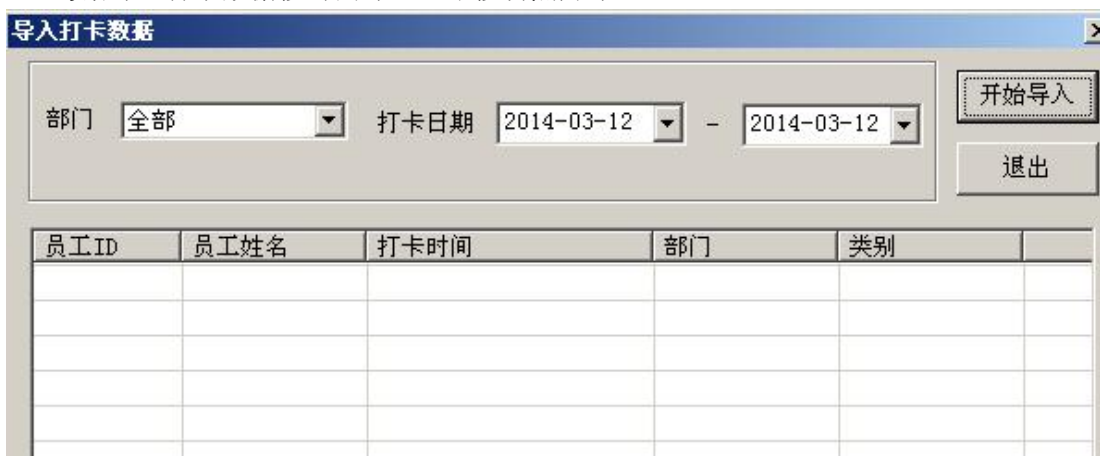 导入打卡数据
部门 全部 打卡日期 2014-03-12 - 2014-03-12 开始导入
退出
员工ID 员工姓名 打卡时间 部门 类别